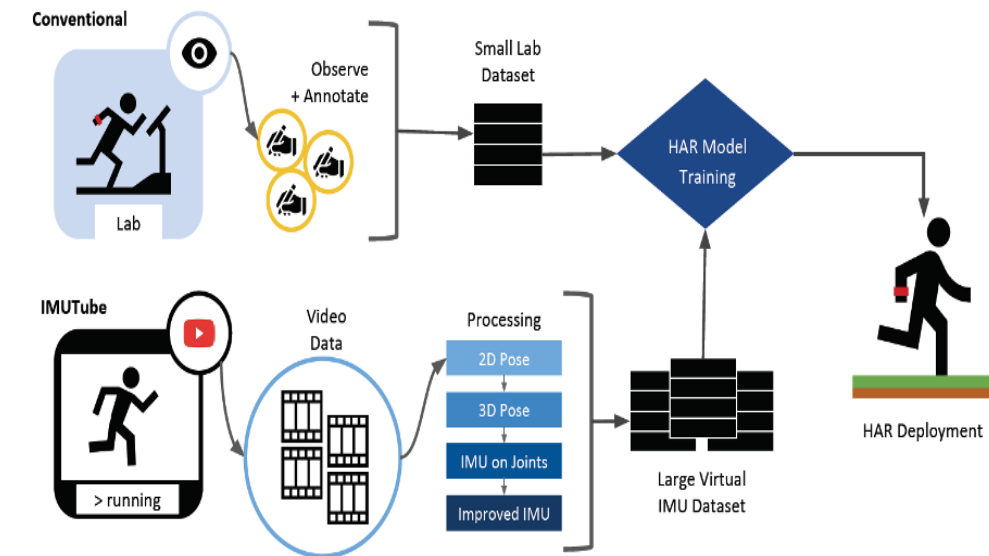 Conventional
Observe
+ Annotate
Lab
Small Lab
Dataset
HAR Model
Training
IMUTube
> running
Video
Data
Processing
2D Pose
3D Pose
IMU on Joints
Improved IMU
Large Virtual
IMU Dataset
HAR Deployment